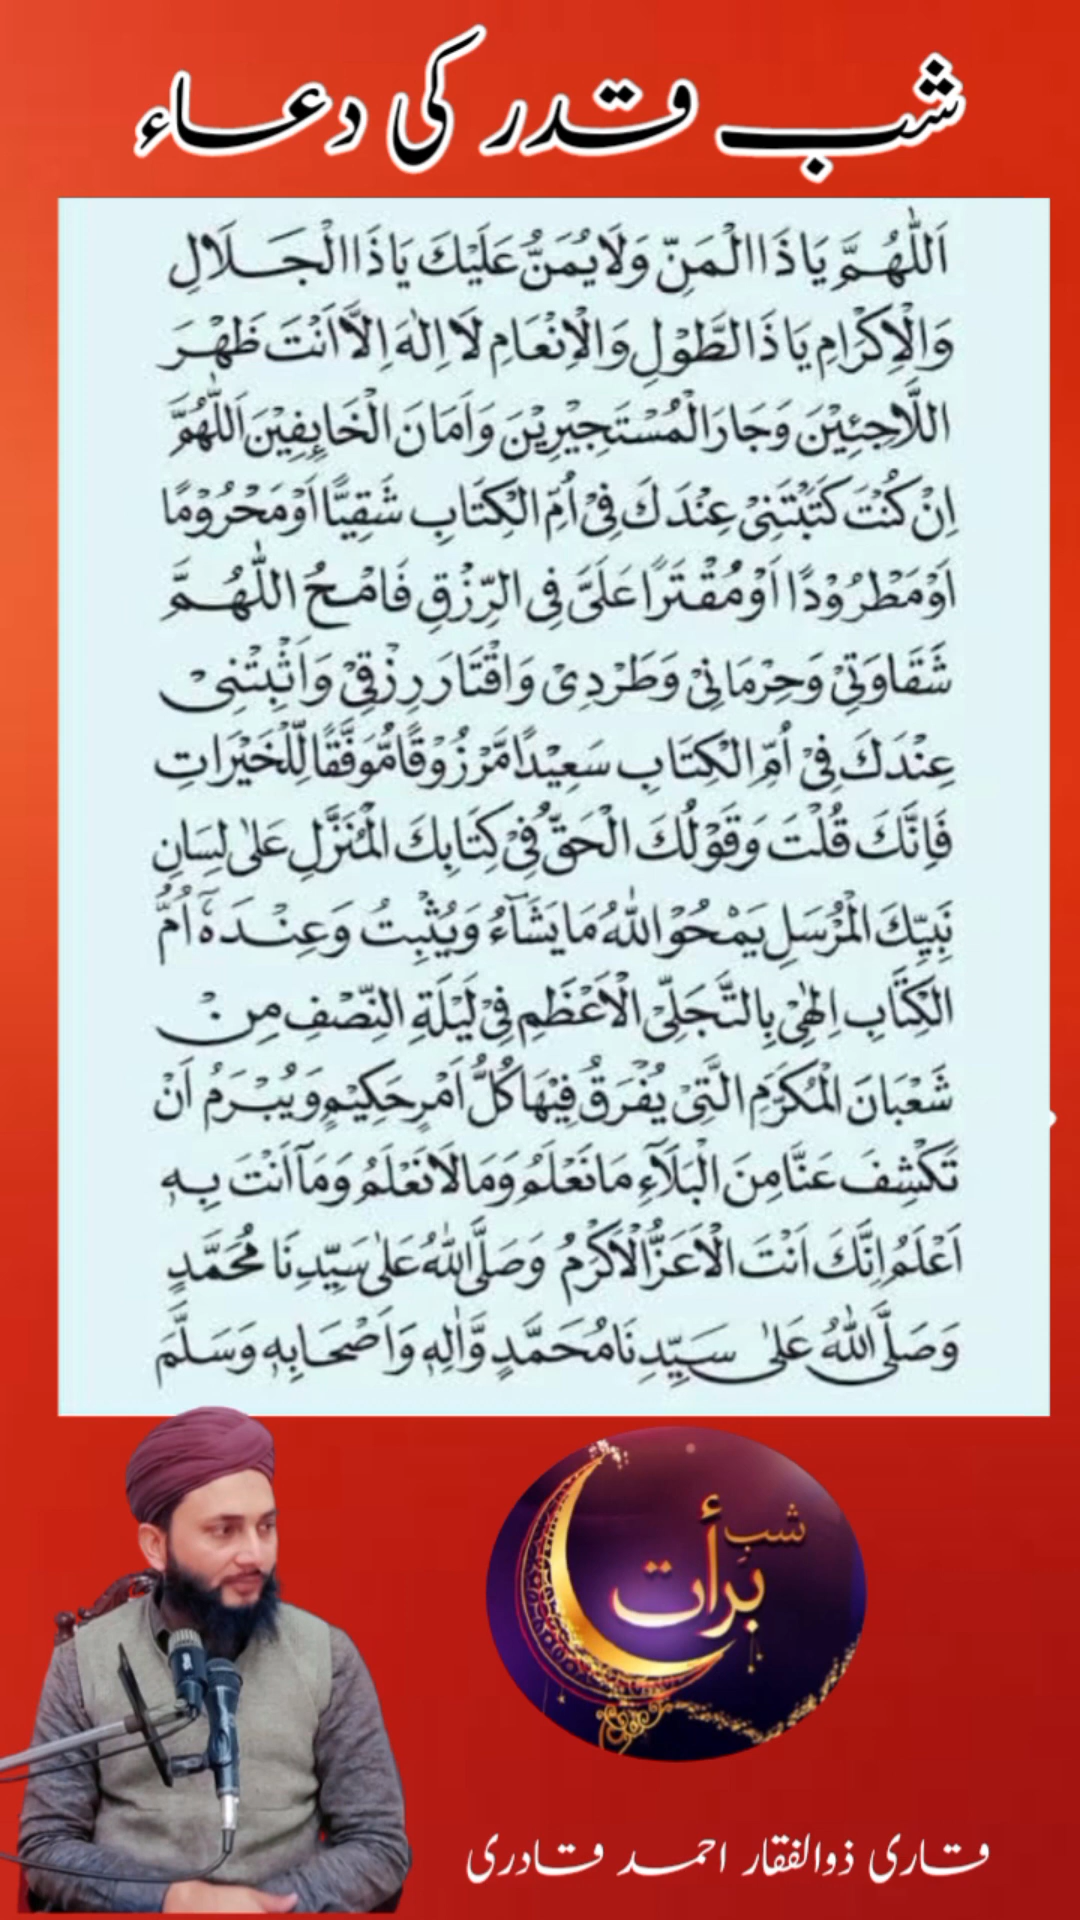 شب قدر کی دعاء
اَللّٰهُمَّ يَا ذَا الْمَنِّ وَلَا يُمَنُّ عَلَيْكَ يَا ذَا الْجَلَالِ
وَالْاِكْرَامِ يَا ذَا الطَّوْلِ وَالْاِنْعَامِ لَا اِلٰهَ اِلَّا اَنْتَ ظَهْرَ
اللَّاجِئِيْنَ وَجَارَ الْمُسْتَجِيْرِيْنَ وَاَمَانَ الْخَايِٕفِيْنَ اَللّٰهُمَّ
اِنْ كُنْتَ كَتَبْتَنِيْ عِنْدَكَ فِيْ اُمِّ الْكِتَابِ شَقِيًّا اَوْ مَحْرُوْمًا
اَوْ مَطْرُوْدًا اَوْ مُقْتَرًا عَلَىَّ فِي الرِّزْقِ فَامْحُ اللّٰهُمَّ
شَقَاوَتِيْ وَحِرْمَانِيْ وَطَرْدِيْ وَاقْتَارَ رِزْقِيْ وَاَثْبِتْنِيْ
عِنْدَكَ فِيْ اُمِّ الْكِتَابِ سَعِيْدًا مَّرْزُوْقًا مُّوَفَّقًا لِّلْخَيْرَاتِ
فَاِنَّكَ قُلْتَ وَقَوْلُكَ الْحَقُّ فِيْ كِتَابِكَ الْمُنَزَّلِ عَلٰى لِسَانِ
نَبِيِّكَ الْمُرْسَلِ يَمْحُوا اللّٰهُ مَا يَشَآءُ وَيُثْبِتُ وَعِنْدَهٗٓ اُمُّ
الْكِتَابِ اِلٰهِيْ بِالتَّجَلِّيْ الْاَعْظَمِ فِيْ لَيْلَةِ النِّصْفِ مِنْ
شَعْبَانَ الْمُكَرَّمِ الَّتِيْ يُفْرَقُ فِيْهَا كُلُّ اَمْرٍ حَكِيْمٍ وَيُبْرَمُ اَنْ
تَكْشِفَ عَنَّا مِنَ الْبَلَآءِ مَا نَعْلَمُ وَمَا لَا نَعْلَمُ وَمَآ اَنْتَ بِهٖ
اَعْلَمُ اِنَّكَ اَنْتَ الْاَعَزُّ الْاَكْرَمُ وَصَلَّى اللّٰهُ عَلٰى سَيِّدِنَا مُحَمَّدٍ
وَصَلَّى اللّٰهُ عَلٰى سَيِّدِنَا مُحَمَّدٍ وَّاٰلِهٖ وَاَصْحَابِهٖ وَسَلَّمَ
شب
برأت
قاری ذوالفقار احمد قادری